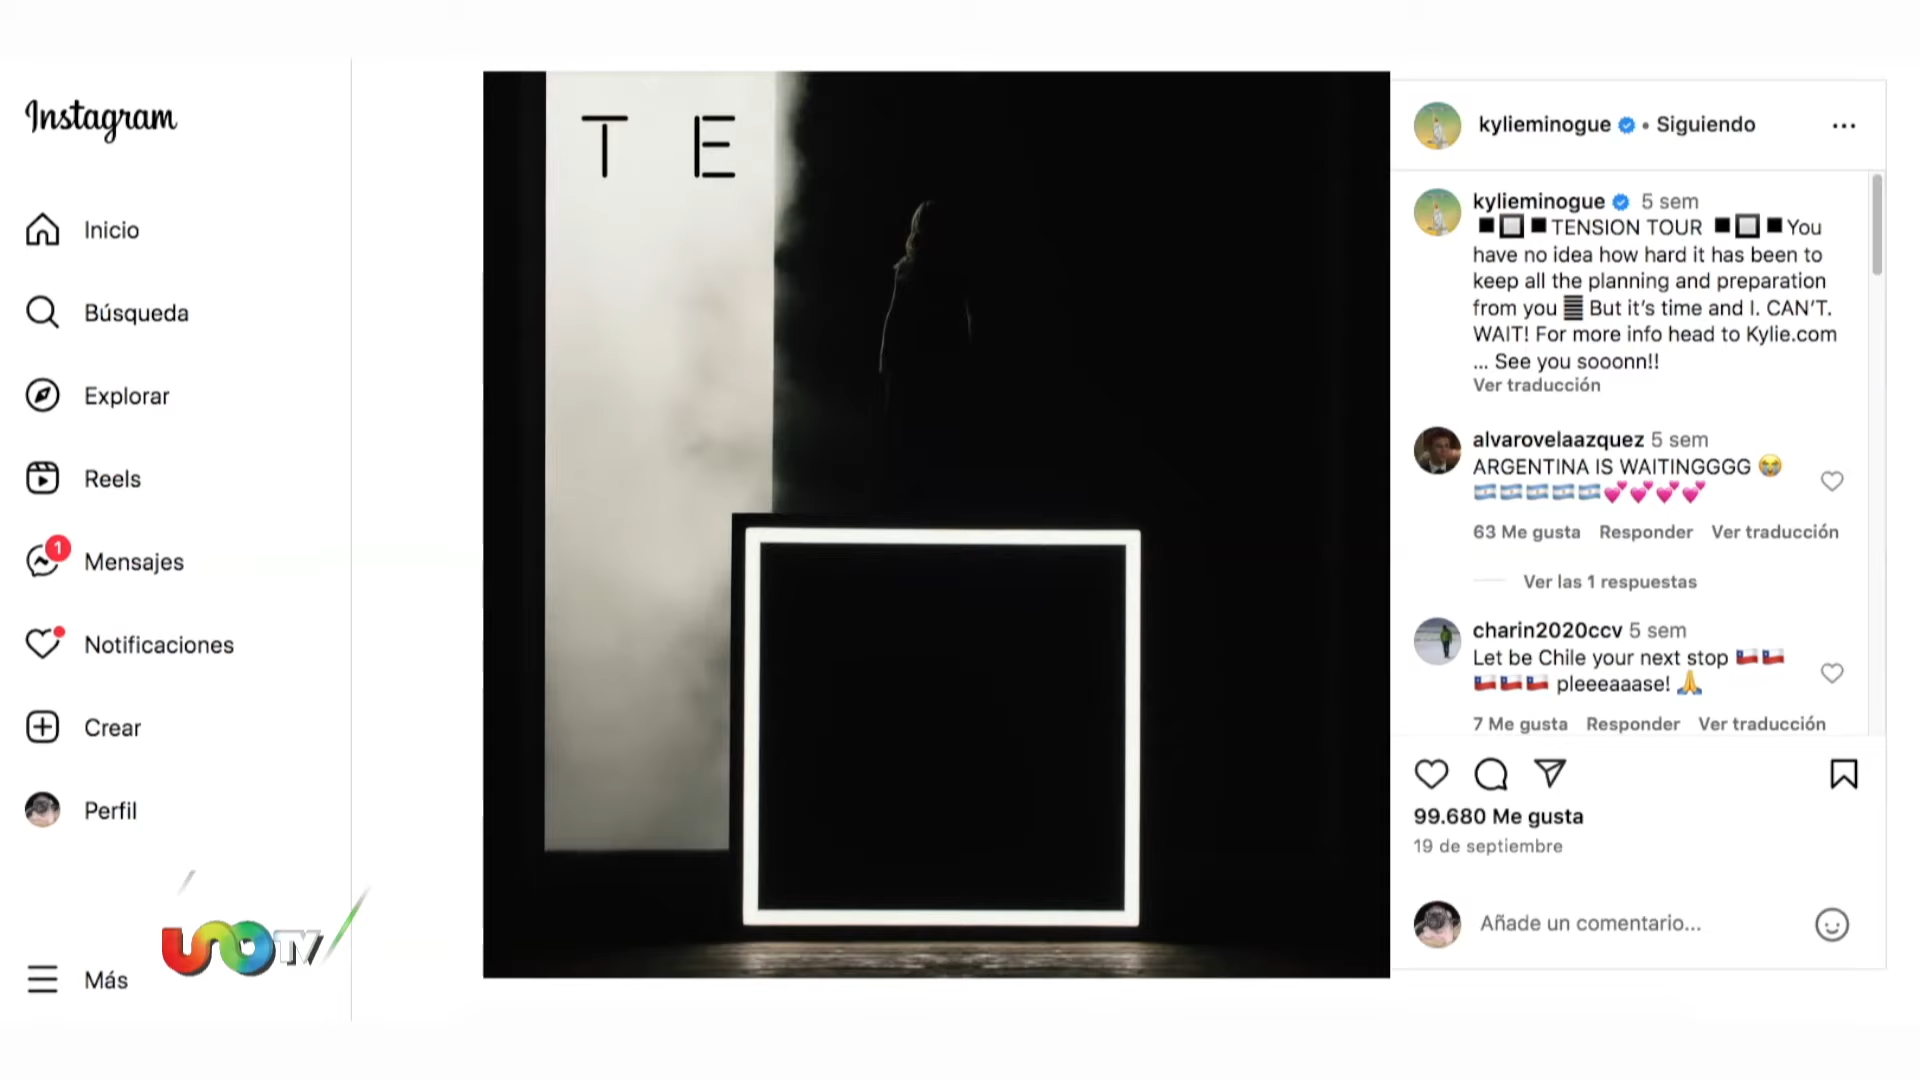 Instagram
Inicio
Búsqueda
Explorar
Reels
1
Mensajes
Notificaciones
Crear
Perfil
Más
UNOTV
T E
kylieminogue • Siguiendo
kylieminogue 5 sem
◾🔲◾TENSION TOUR ◾🔲◾You
have no idea how hard it has been to
keep all the planning and preparation
from you But it’s time and I. CAN’T.
WAIT! For more info head to Kylie.com
... See you sooonn!!
Ver traducción
alvarovelaazquez 5 sem
ARGENTINA IS WAITINGGGG 😭
🇦🇷🇦🇷🇦🇷🇦🇷🇦🇷💕💕💕💕
63 Me gusta Responder Ver traducción
Ver las 1 respuestas
charin2020ccv 5 sem
Let be Chile your next stop 🇨🇱🇨🇱
🇨🇱🇨🇱🇨🇱 pleeeaaase! 🙏
7 Me gusta Responder Ver traducción
99.680 Me gusta
19 de septiembre
Añade un comentario...